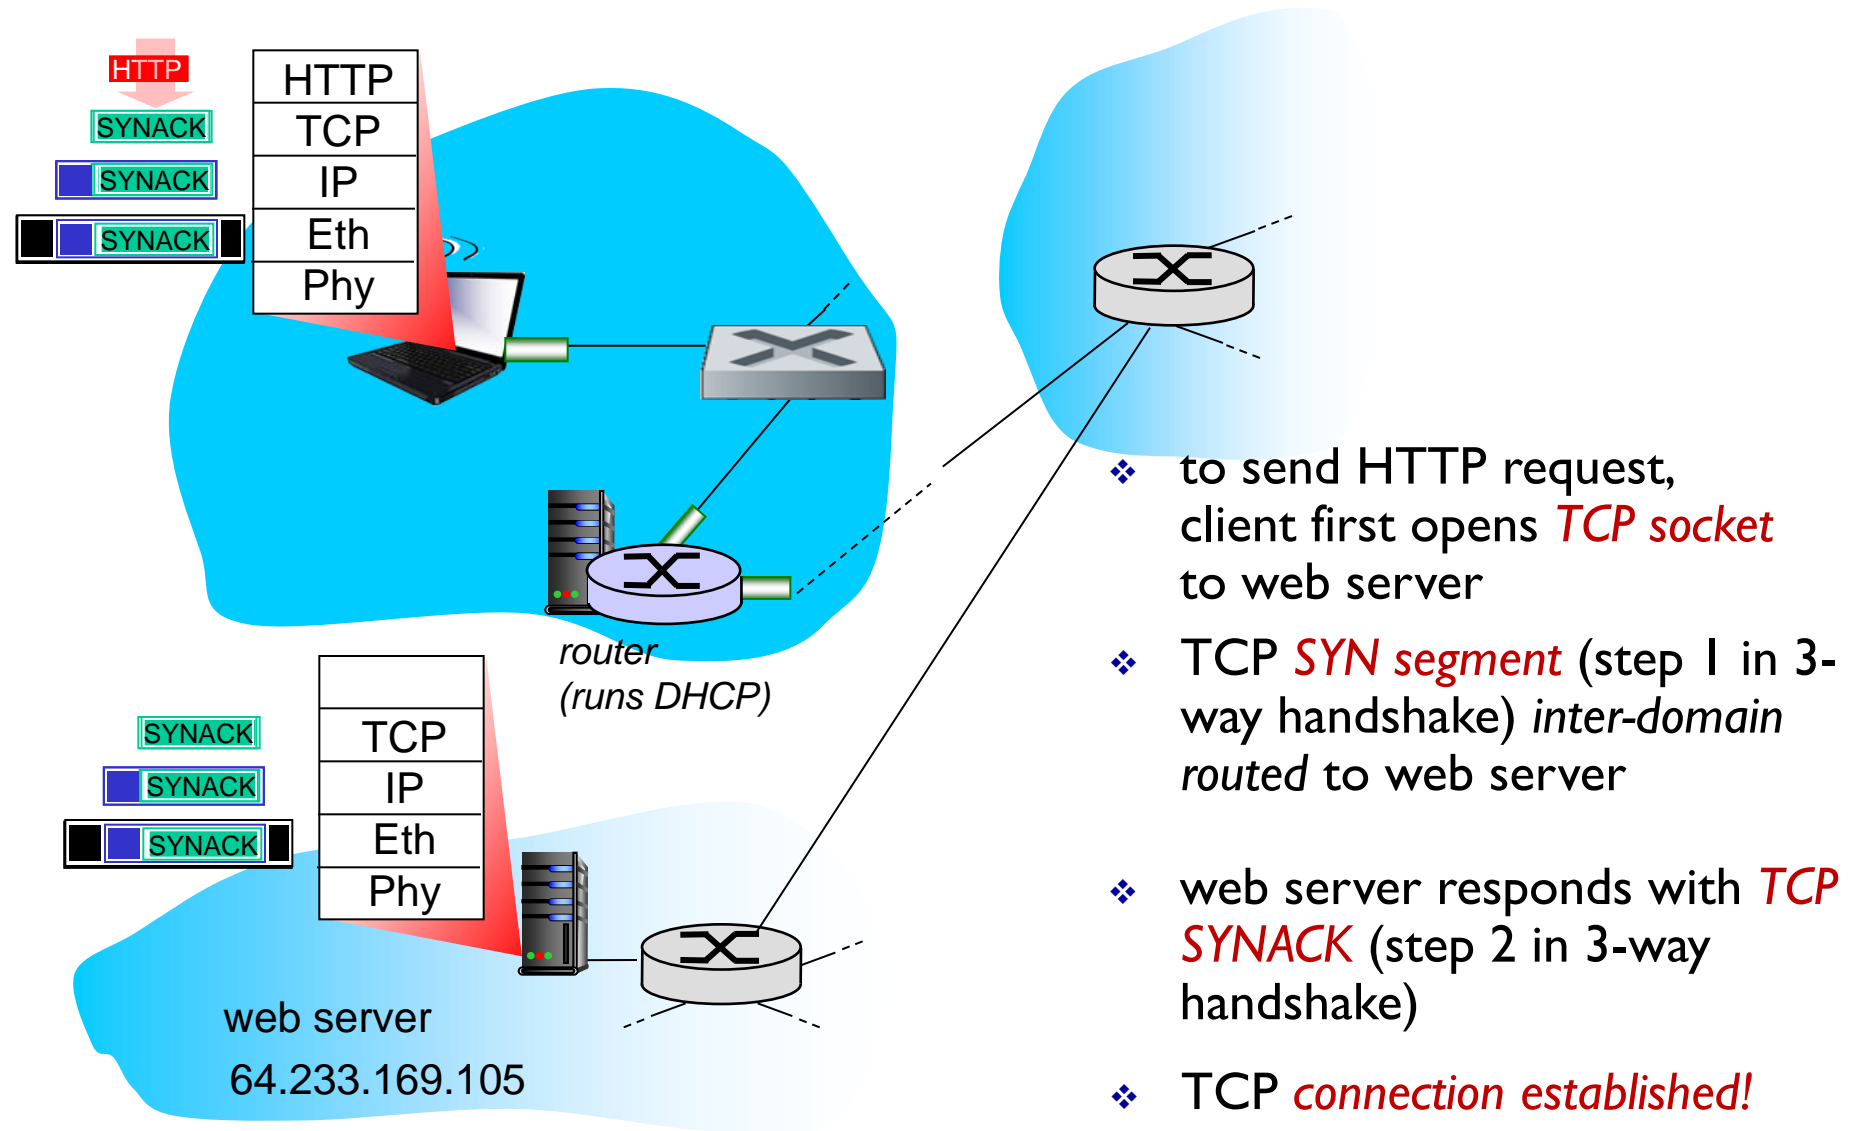 HTTP
SYNACK
SYNACK
SYNACK
HTTP
TCP
IP
Eth
Phy
router
(runs DHCP)
SYNACK
SYNACK
SYNACK
TCP
IP
Eth
Phy
web server
64.233.169.105
to send HTTP request,
client first opens TCP socket
to web server
TCP SYN segment (step 1 in 3-
way handshake) inter-domain
routed to web server
web server responds with TCP
SYNACK (step 2 in 3-way
handshake)
TCP connection established!